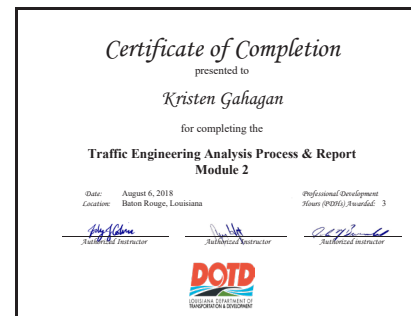 Certificate of Completion
presented to
Kristen Gahagan
for completing the
Traffic Engineering Analysis Process & Report
Module 2
Date: August 6, 2018
Location: Baton Rouge, Louisiana
Professional Development
Hours (PDHs) Awarded: 3
Authorized Instructor
Authorized Instructor
Authorized instructor
DOTD
LOUISIANA DEPARTMENT OF
TRANSPORTATION & DEVELOPMENT